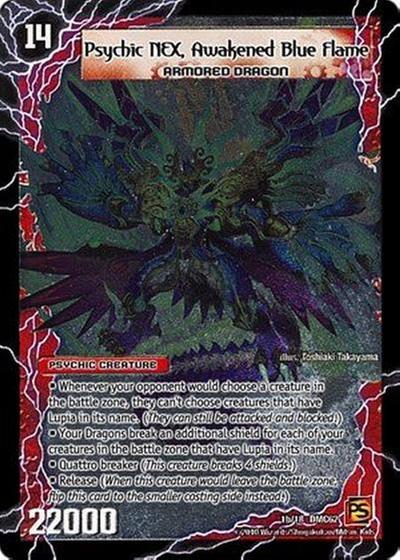 14
Psychic NEX, Awakened Blue Flame
ARMORED DRAGON
illus. Toshiaki Takayama
PSYCHIC CREATURE
• Whenever your opponent would choose a creature in
the battle zone, they can't choose creatures that have
Lupia in its name. (They can still be attacked and blocked.)
• Your Dragons break an additional shield for each of your
creatures in the battle zone that have Lupia in its name.
• Quattro breaker (This creature breaks 4 shields.)
• Release (When this creature would leave the battle zone,
flip this card to the smaller costing side instead.)
22000
PS